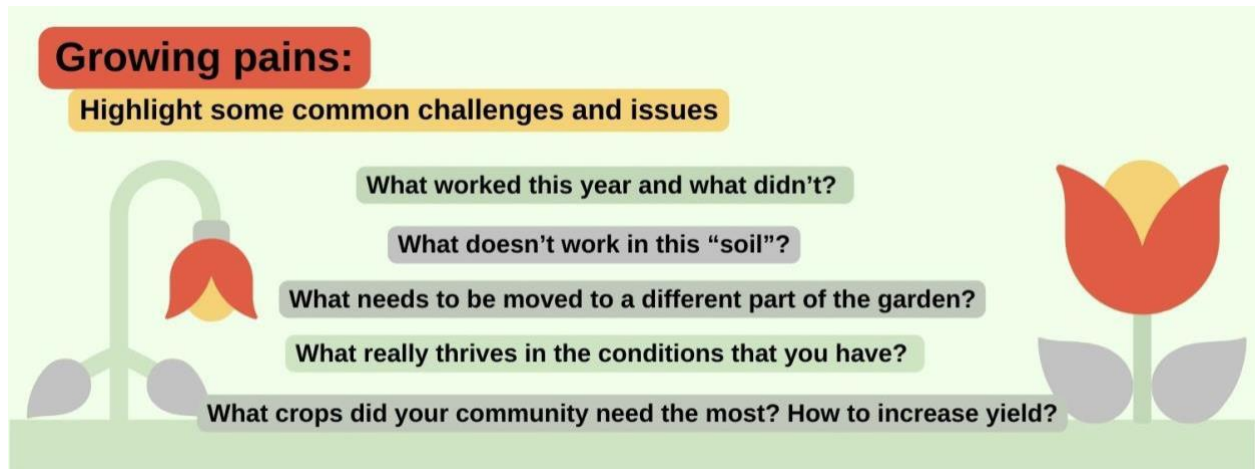 Growing pains:
Highlight some common challenges and issues
What worked this year and what didn’t?
What doesn’t work in this “soil”?
What needs to be moved to a different part of the garden?
What really thrives in the conditions that you have?
What crops did your community need the most? How to increase yield?